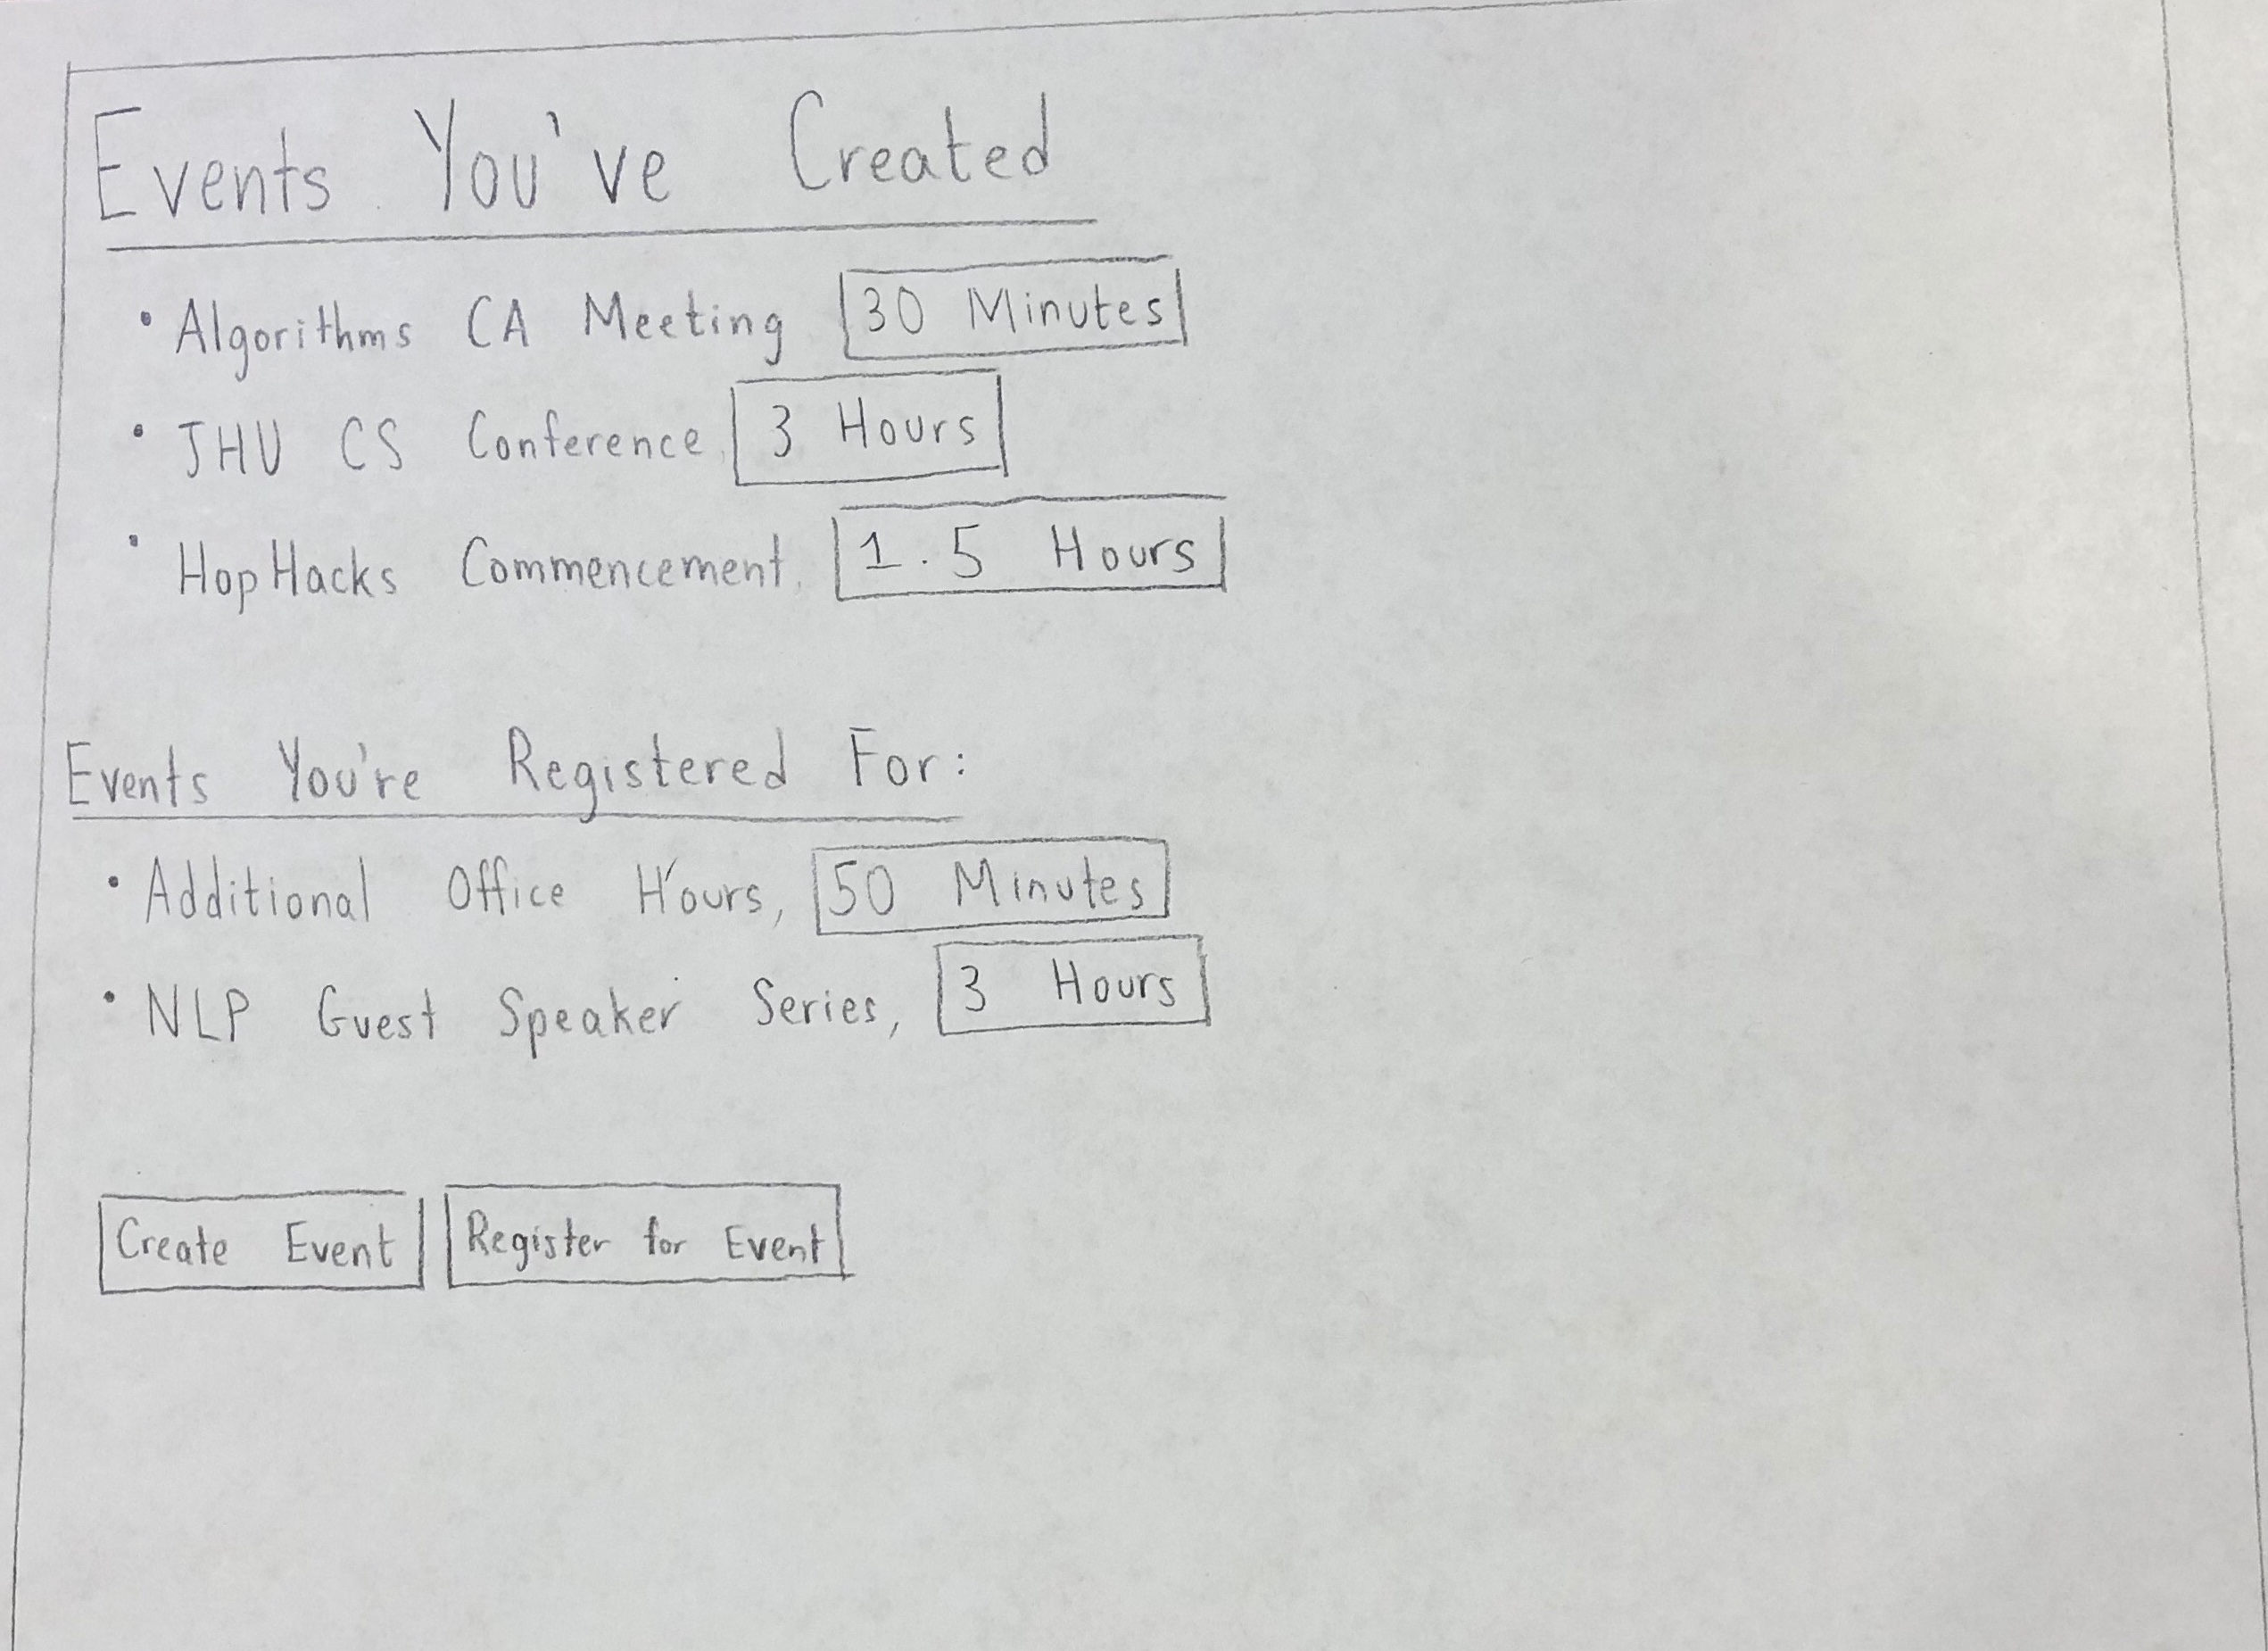 Events You've Created
Algorithms CA Meeting 30 Minutes
JHU CS Conference 3 Hours
HopHacks Commencement 1.5 Hours
Events You're Registered For:
Additional Office Hours, 50 Minutes
NLP Guest Speaker Series, 3 Hours
Create Event Register for Event